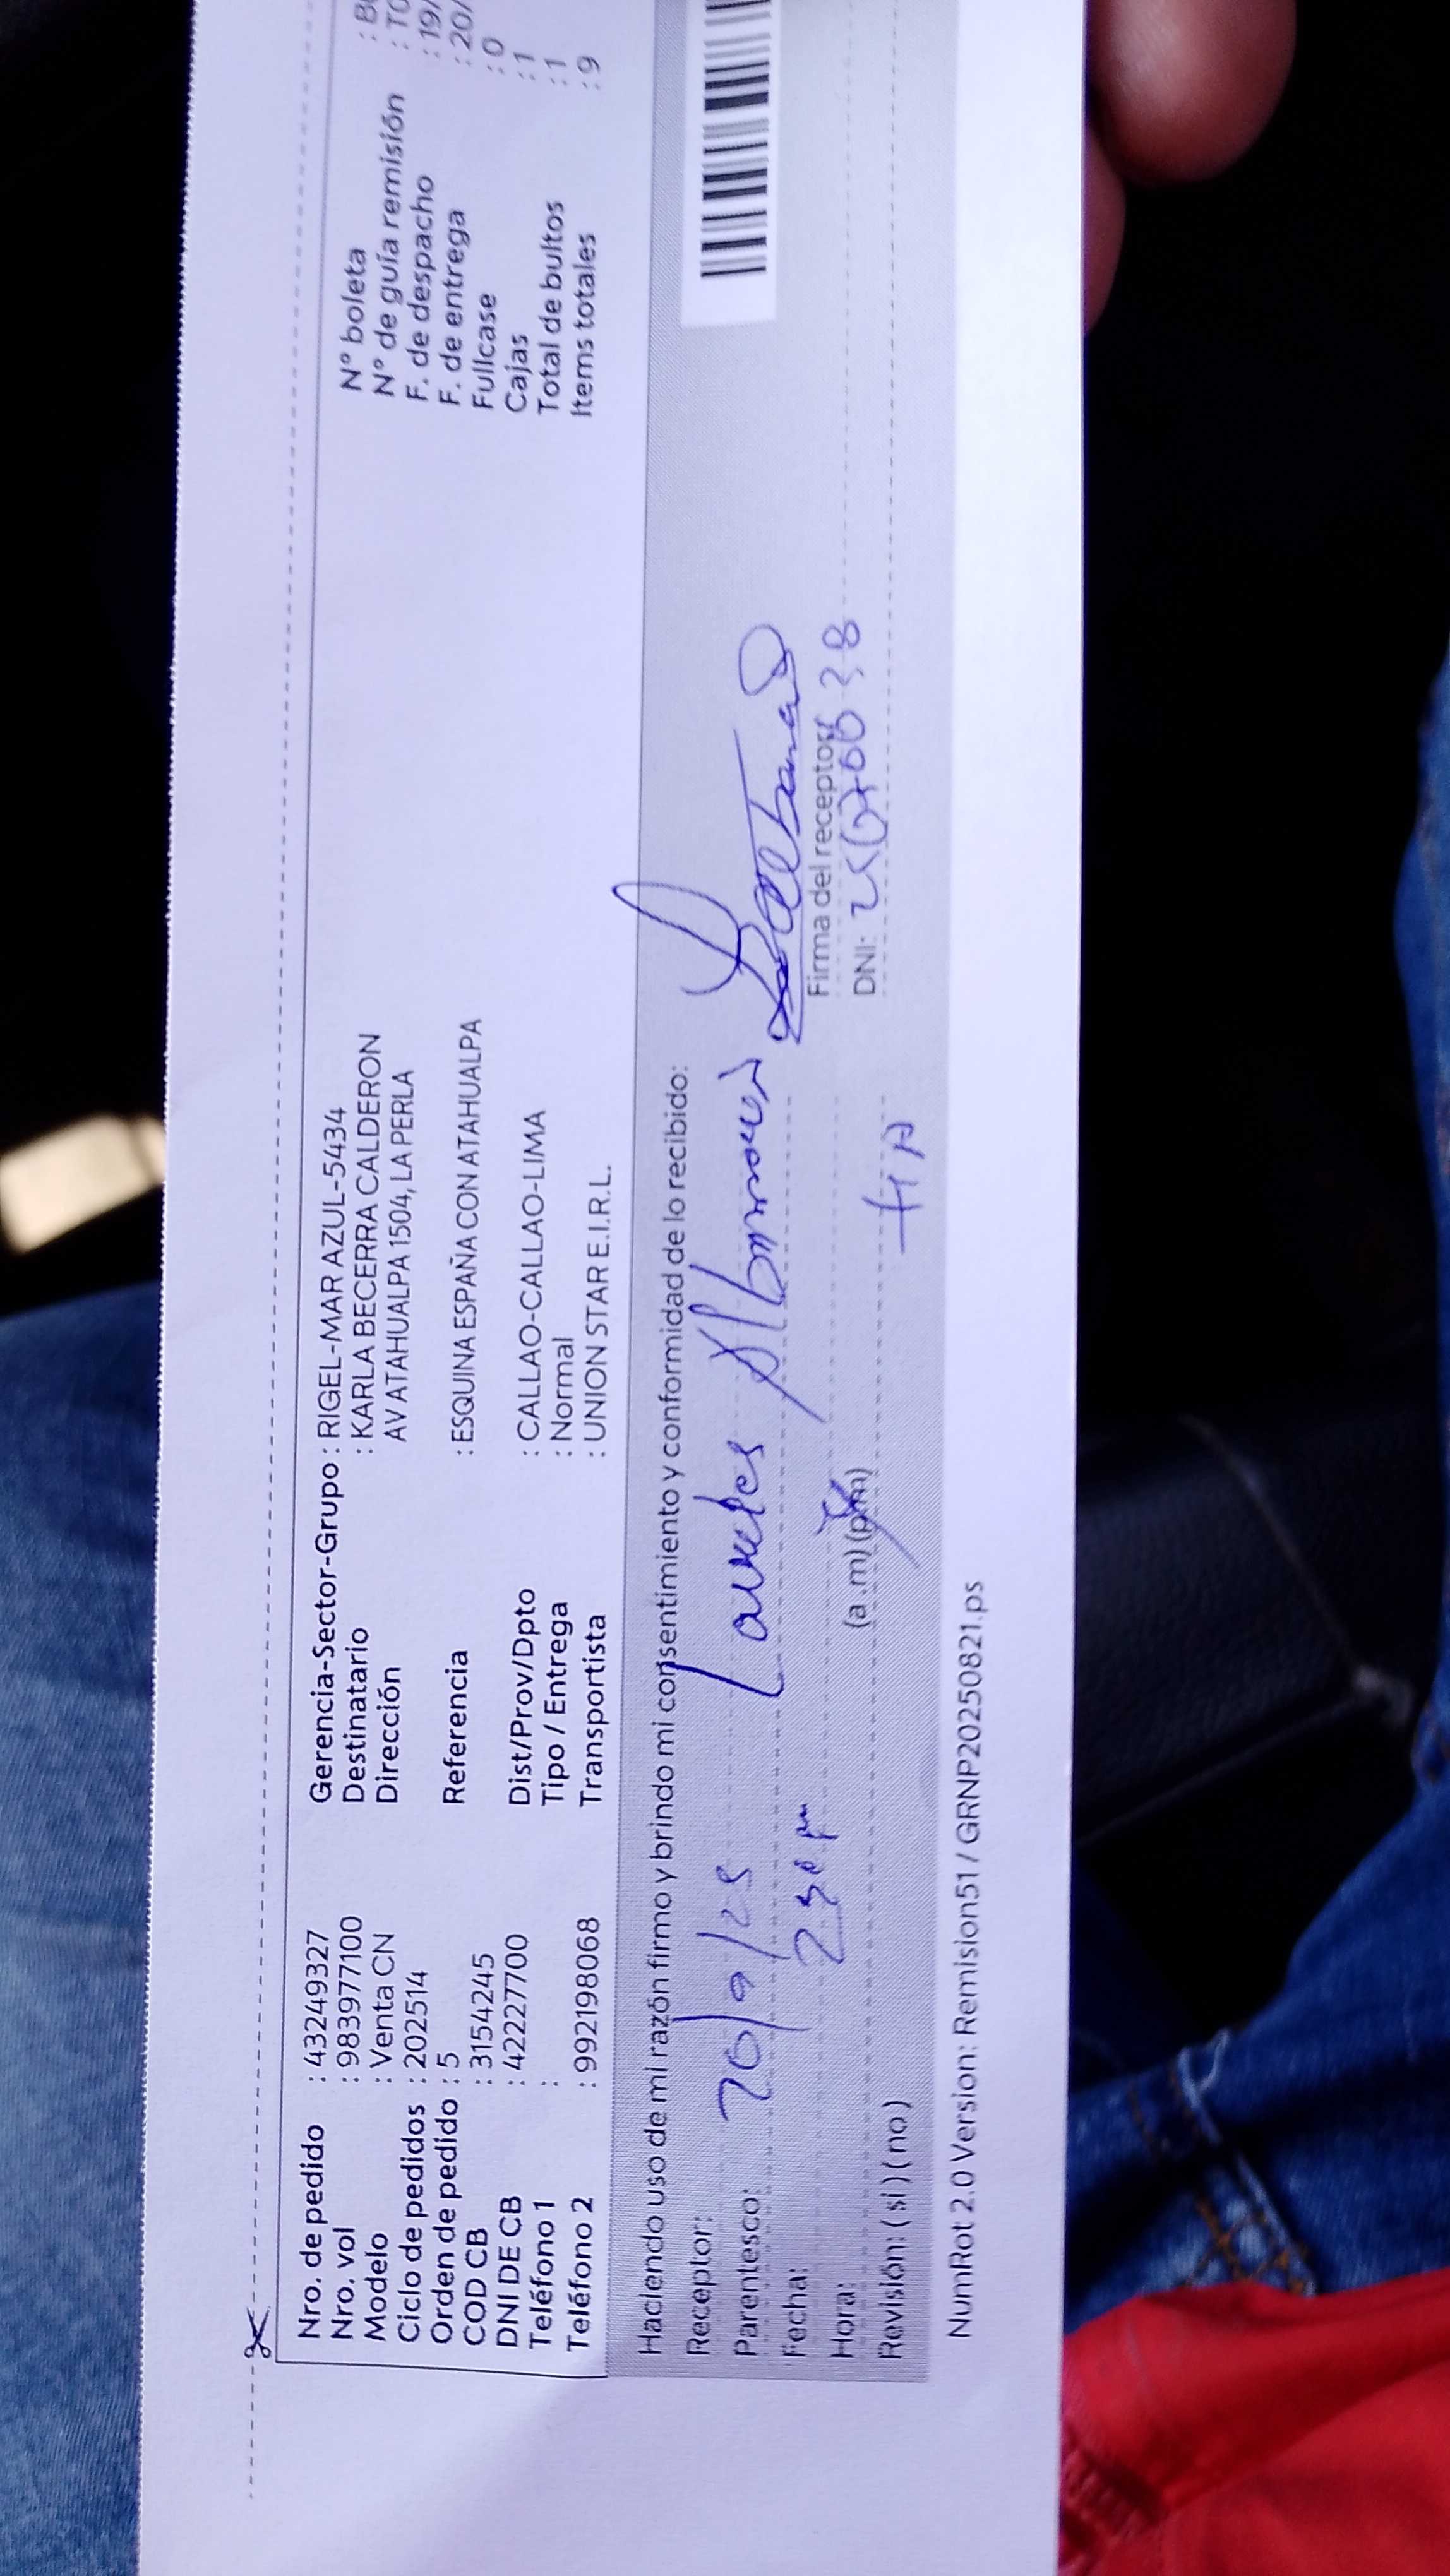 Nro. de pedido : 43249327 Gerencia-Sector-Grupo : RIGEL-MAR AZUL-5434 N° boleta
Nro. vol : 983977100 Destinatario : KARLA BECERRA CALDERON N° de guía remisión
Modelo : Venta CN Dirección AV ATAHUALPA 1504, LA PERLA F. de despacho : 19/
Ciclo de pedidos : 202514 F. de entrega : 20/
Orden de pedido : 5 Referencia : ESQUINA ESPAÑA CON ATAHUALPA Fullcase : 0
COD CB : 3154245 Cajas : 1
DNI DE CB : 42227700 Dist/Prov/Dpto : CALLAO-CALLAO-LIMA Total de bultos : 1
Teléfono 1 : Tipo / Entrega : Normal Items totales : 9
Teléfono 2 : 992198068 Transportista : UNION STAR E.I.R.L.
Haciendo uso de mi razón firmo y brindo mi consentimiento y conformidad de lo recibido:
Receptor:
Parentesco:
Fecha:
Firma del receptor
Hora: 2 30 pm (a .m) (p.m) DNI:
Revisión: ( si ) ( no )
NumRot 2.0 Version: Remision51 / GRNP20250821.ps